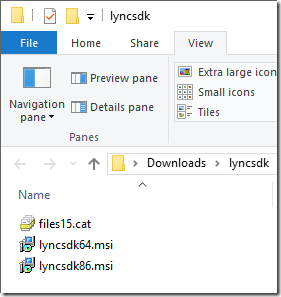 lyncsdk
File Home Share View
Navigation pane
Preview pane
Details pane
Extra large icons
Small icons
Tiles
Panes
Downloads lyncsdk
Name
files15.cat
lyncsdk64.msi
lyncsdk86.msi